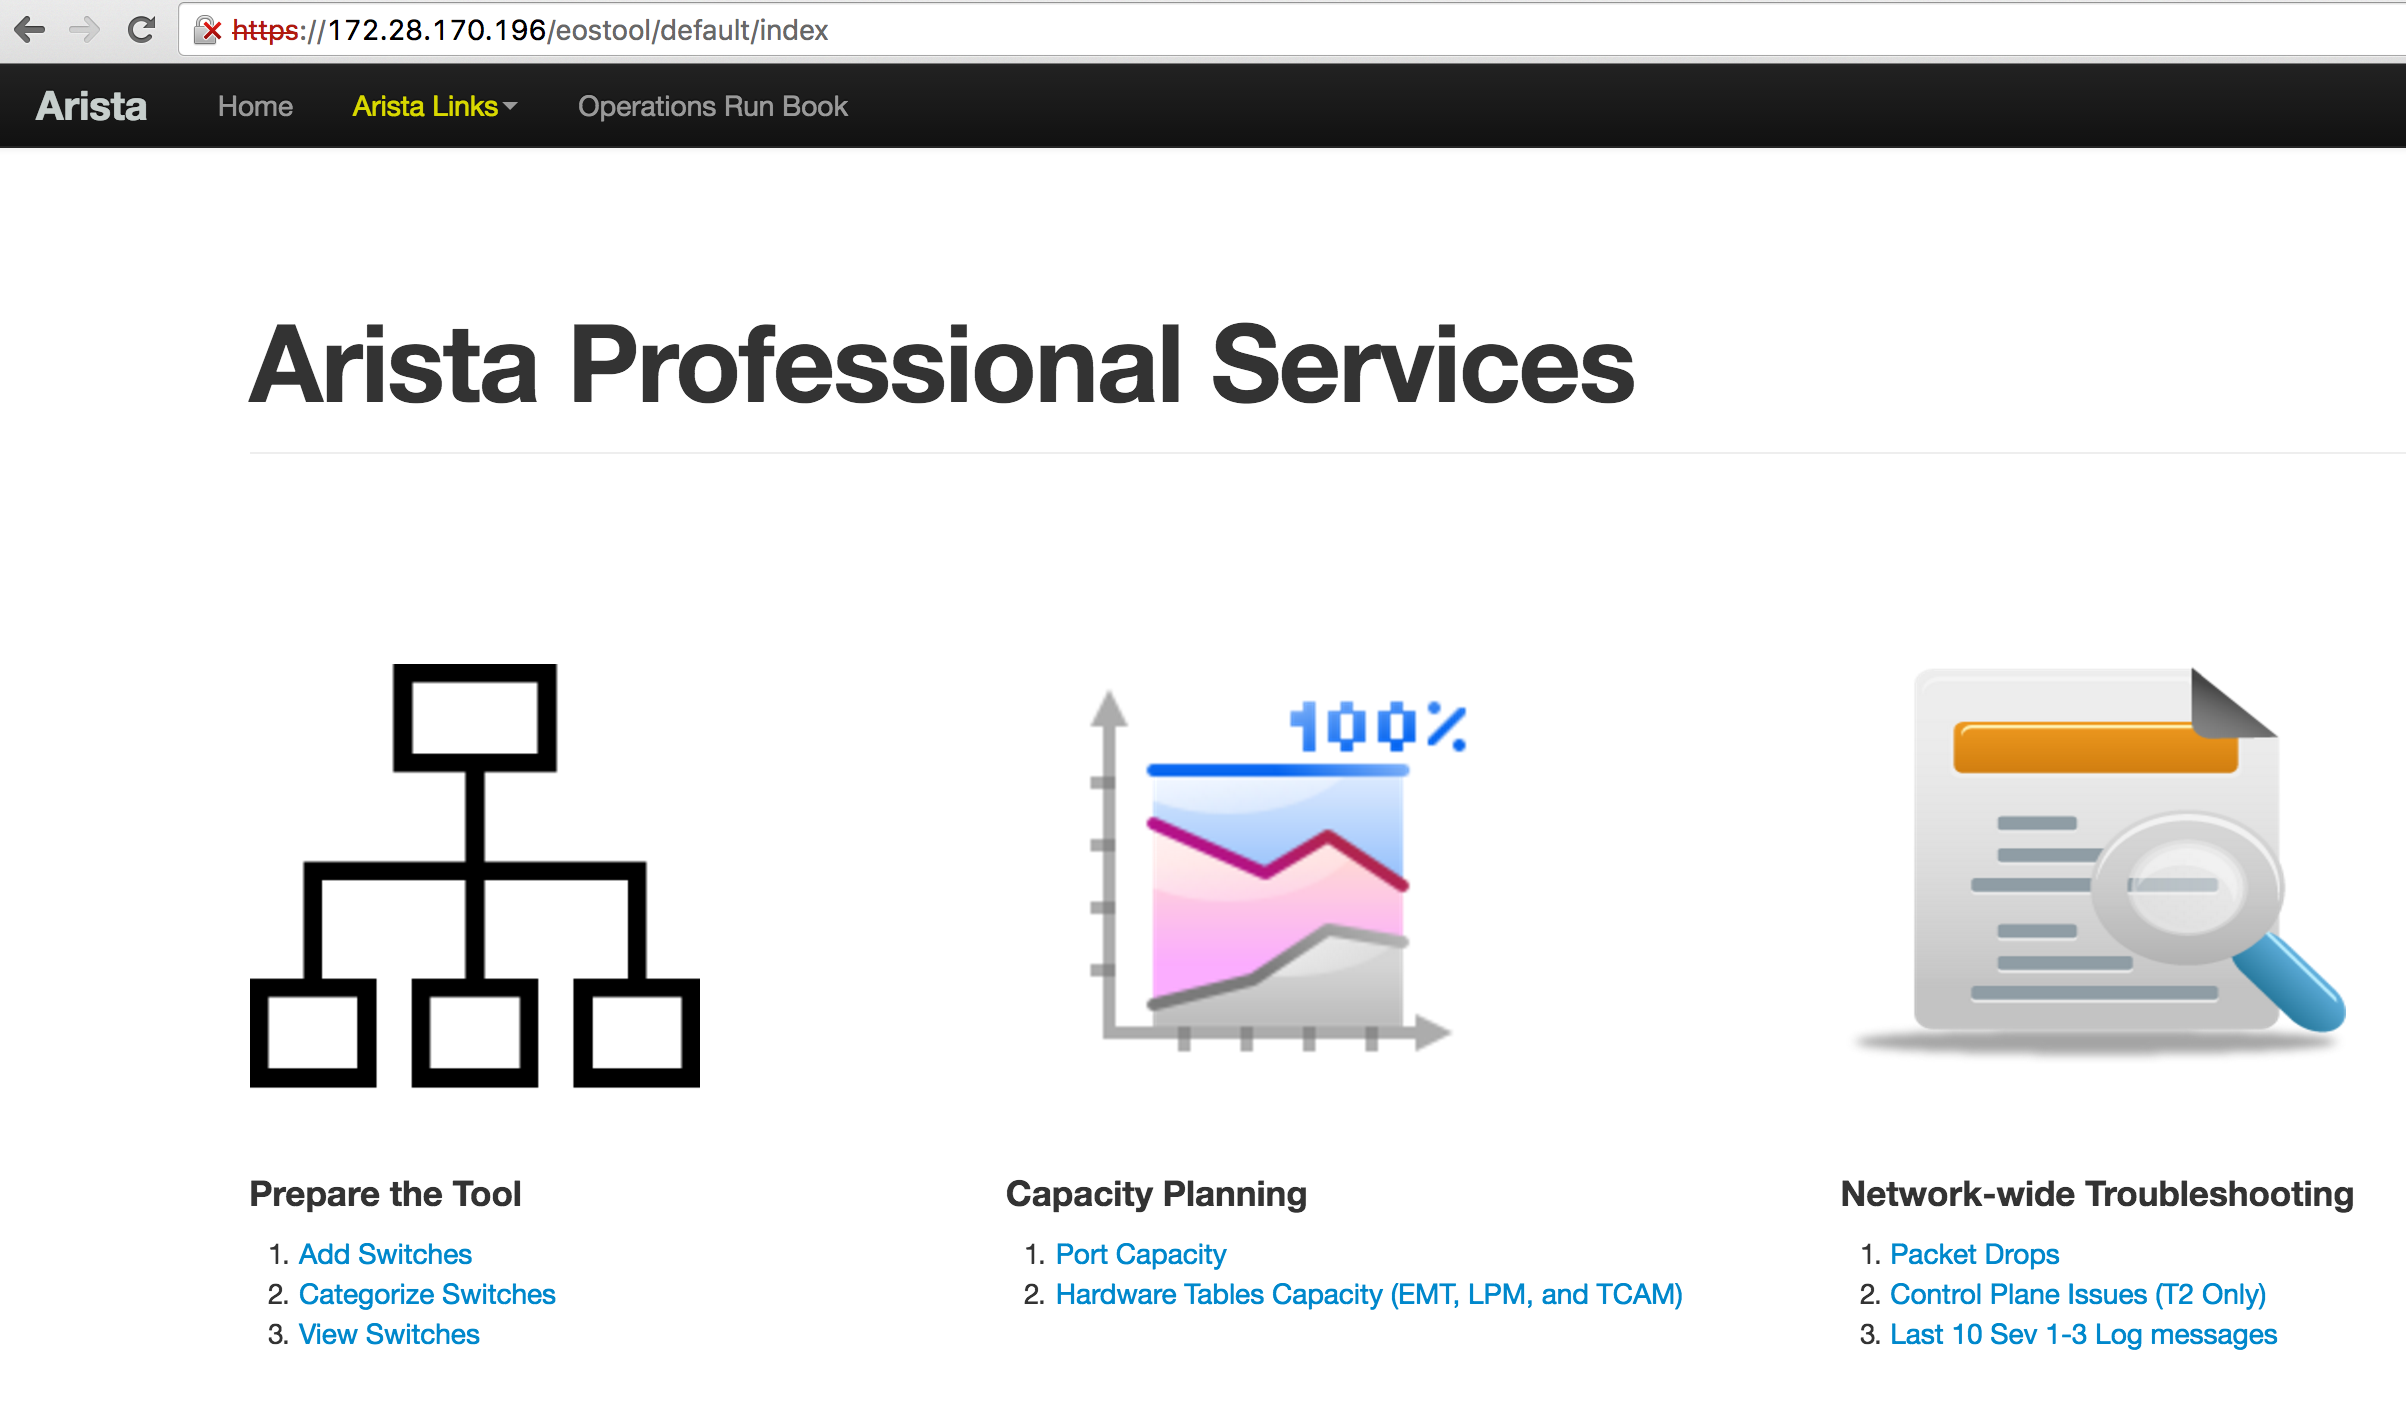 https://172.28.170.196/eostool/default/index
Arista Home Arista Links Operations Run Book
Arista Professional Services
100%
Prepare the Tool
1. Add Switches
2. Categorize Switches
3. View Switches
Capacity Planning
1. Port Capacity
2. Hardware Tables Capacity (EMT, LPM, and TCAM)
Network-wide Troubleshooting
1. Packet Drops
2. Control Plane Issues (T2 Only)
3. Last 10 Sev 1-3 Log messages